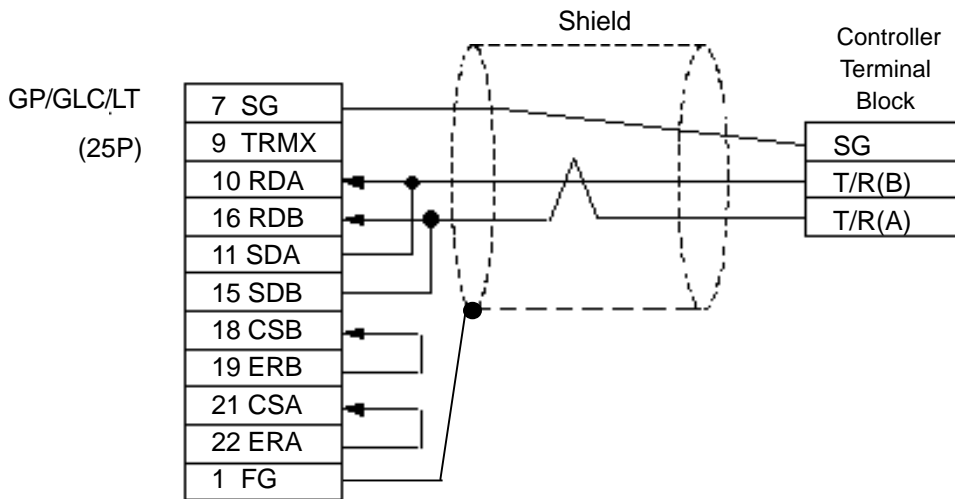 Shield
Controller
Terminal
Block
GP/GLC/LT
(25P)
7 SG
9 TRMX
10 RDA
16 RDB
11 SDA
15 SDB
18 CSB
19 ERB
21 CSA
22 ERA
1 FG
SG
T/R(B)
T/R(A)